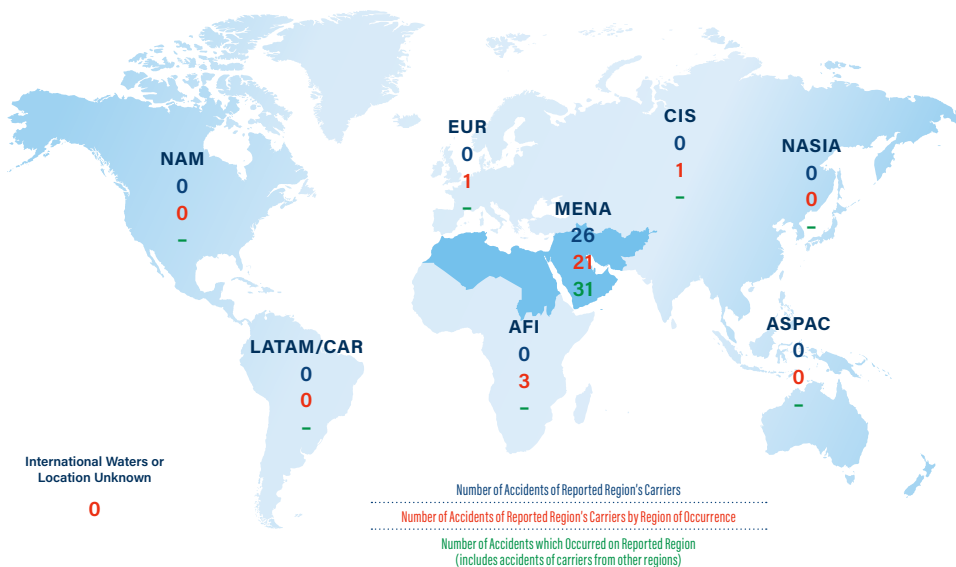 NAM
0
0
–
EUR
0
1
–
CIS
0
1
–
NASIA
0
0
–
MENA
26
21
31
LATAM/CAR
0
0
–
AFI
0
3
–
ASPAC
0
0
–
International Waters or
Location Unknown
0
Number of Accidents of Reported Region's Carriers
Number of Accidents of Reported Region's Carriers by Region of Occurrence
Number of Accidents which Occurred on Reported Region
(includes accidents of carriers from other regions)